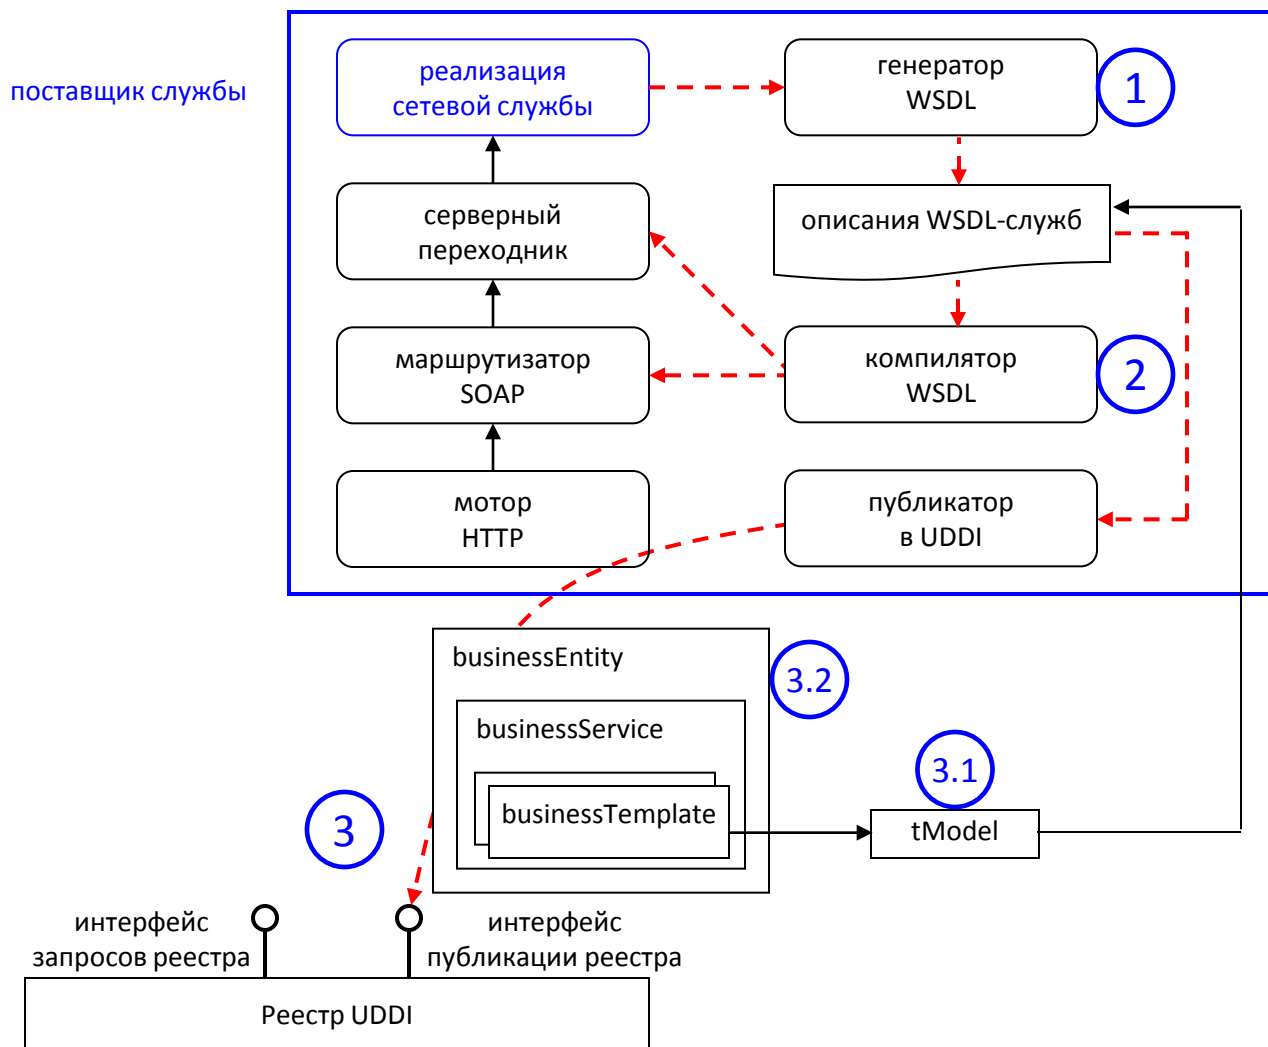 реализация
сетевой службы
генератор
WSDL
1
поставщик службы
серверный
переходник
описания WSDL-служб
маршрутизатор
SOAP
компилятор
WSDL
2
мотор
HTTP
публикатор
в UDDI
businessEntity
3.2
businessService
3.1
businessTemplate
tModel
3
интерфейс
запросов реестра
интерфейс
публикации реестра
Реестр UDDI